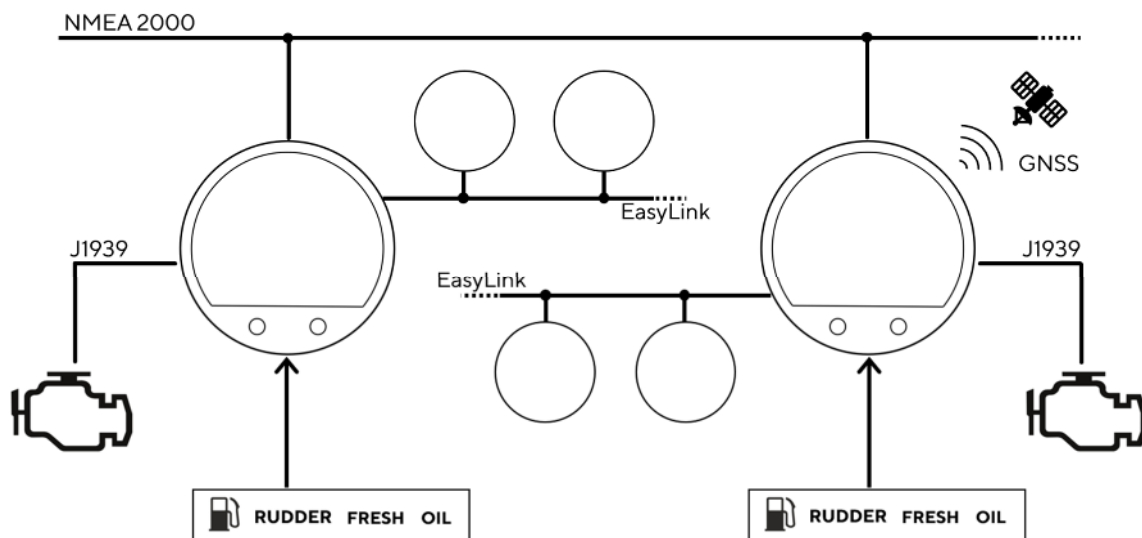 NMEA 2000
GNSS
EasyLink
J1939
J1939
EasyLink
RUDDER FRESH OIL
RUDDER FRESH OIL